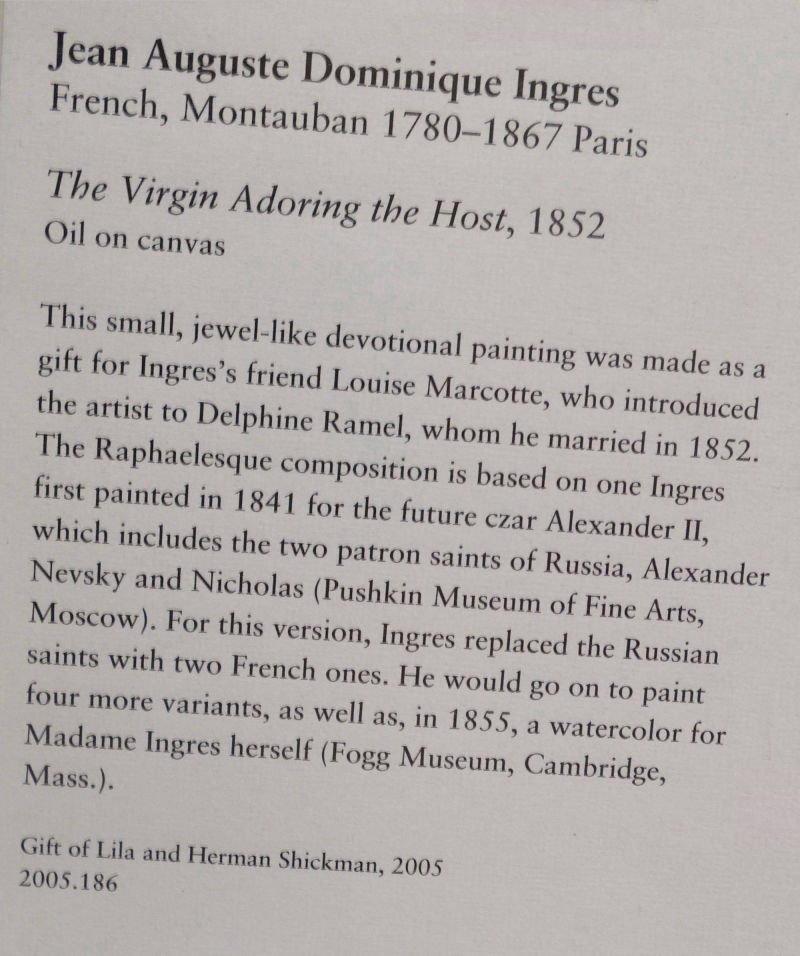 Jean Auguste Dominique Ingres
French, Montauban 1780–1867 Paris
The Virgin Adoring the Host, 1852
Oil on canvas
This small, jewel-like devotional painting was made as a
gift for Ingres’s friend Louise Marcotte, who introduced
the artist to Delphine Ramel, whom he married in 1852.
The Raphaelesque composition is based on one Ingres
first painted in 1841 for the future czar Alexander II,
which includes the two patron saints of Russia, Alexander
Nevsky and Nicholas (Pushkin Museum of Fine Arts,
Moscow). For this version, Ingres replaced the Russian
saints with two French ones. He would go on to paint
four more variants, as well as, in 1855, a watercolor for
Madame Ingres herself (Fogg Museum, Cambridge,
Mass.).
Gift of Lila and Herman Shickman, 2005
2005.186